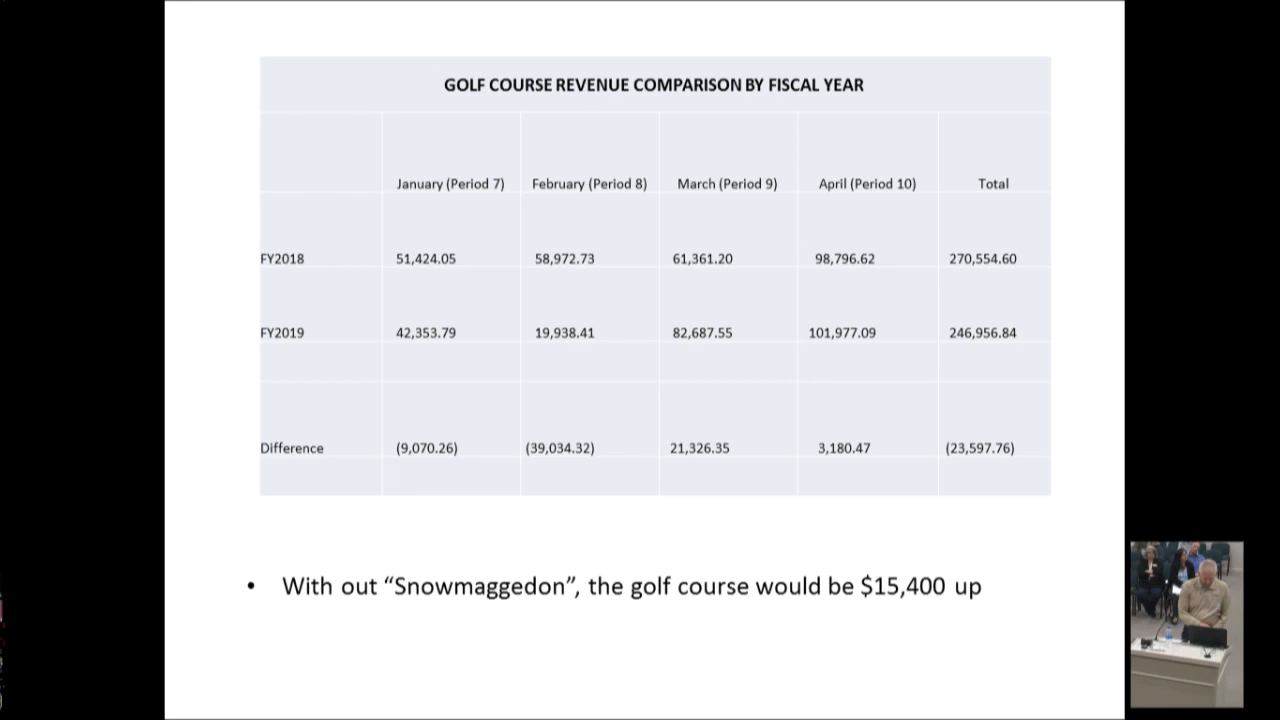 GOLF COURSE REVENUE COMPARISON BY FISCAL YEAR
January (Period 7) February (Period 8) March (Period 9) April (Period 10) Total
FY2018 51,424.05 58,972.73 61,361.20 98,796.62 270,554.60
FY2019 42,353.79 19,938.41 82,687.55 101,977.09 246,956.84
Difference (9,070.26) (39,034.32) 21,326.35 3,180.47 (23,597.76)
• With out “Snowmaggedon”, the golf course would be $15,400 up